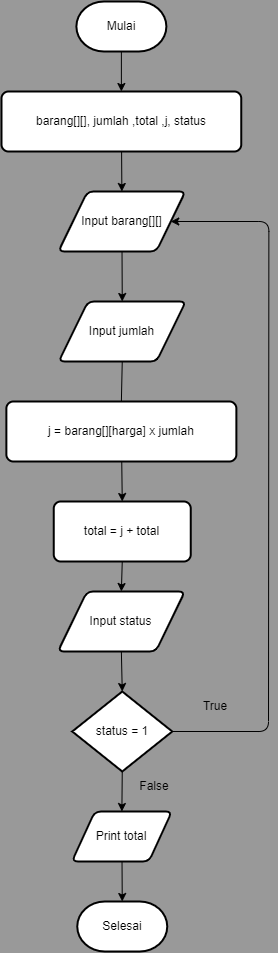 Mulai
barang[][], jumlah ,total ,j, status
Input barang[][]
Input jumlah
j = barang[][harga] x jumlah
total = j + total
Input status
status = 1
True
False
Print total
Selesai